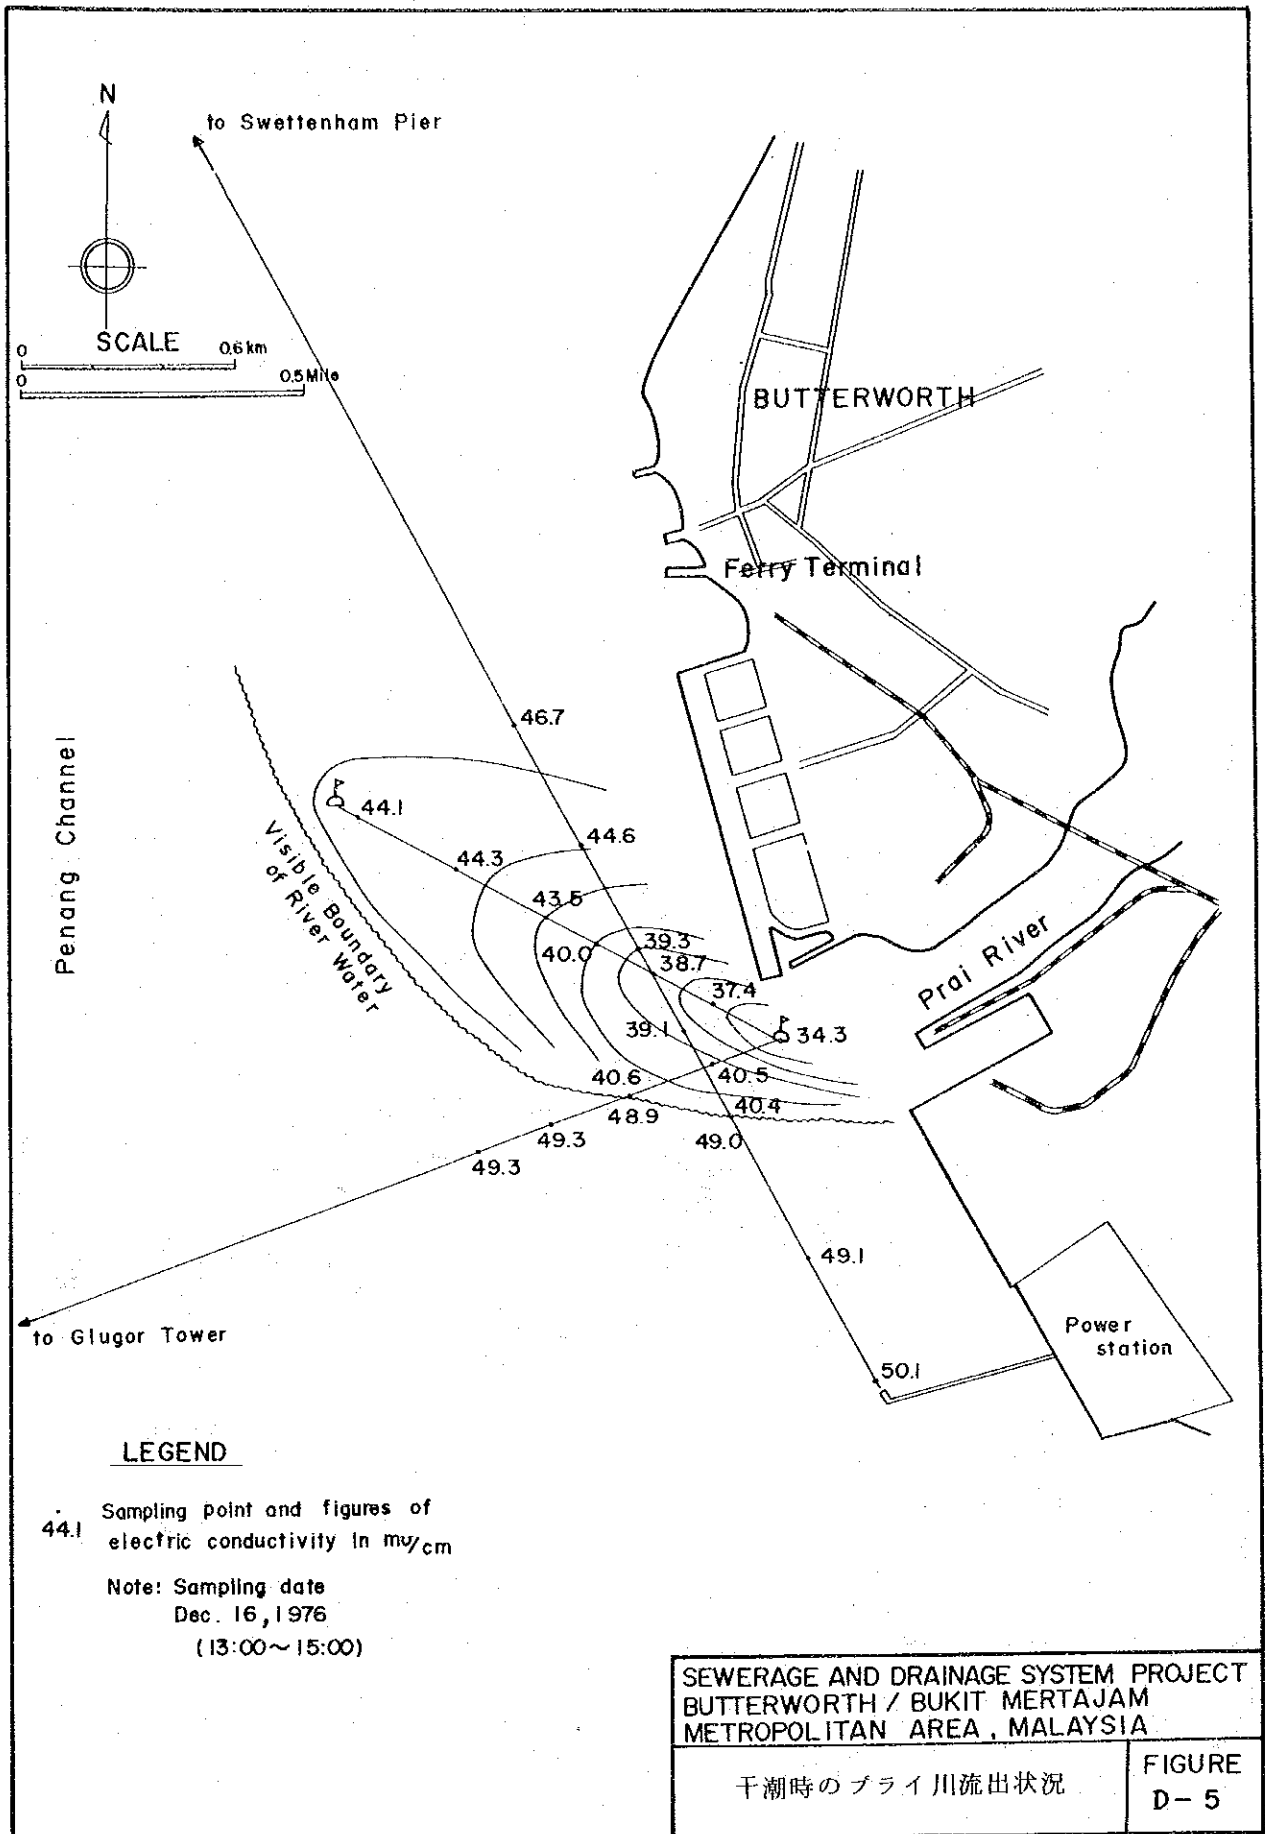 N
to Swettenham Pier
SCALE
0 0.6 km
0 0.5 Mile
BUTTERWORTH
Ferry Terminal
Penang Channel
46.7
44.1
44.6
44.3
Visible Boundary
of River Water
43.5
40.0
39.3
38.7
37.4
39.1
34.3
Prai River
40.6
40.5
40.4
48.9
49.0
49.3
49.3
49.1
to Glugor Tower
Power
station
50.1
LEGEND
44.1 Sampling point and figures of
electric conductivity in m℧/cm
Note: Sampling date
Dec. 16, 1976
(13:00～15:00)
SEWERAGE AND DRAINAGE SYSTEM PROJECT
BUTTERWORTH / BUKIT MERTAJAM
METROPOLITAN AREA, MALAYSIA
干潮時のプライ川流出状況
FIGURE
D-5